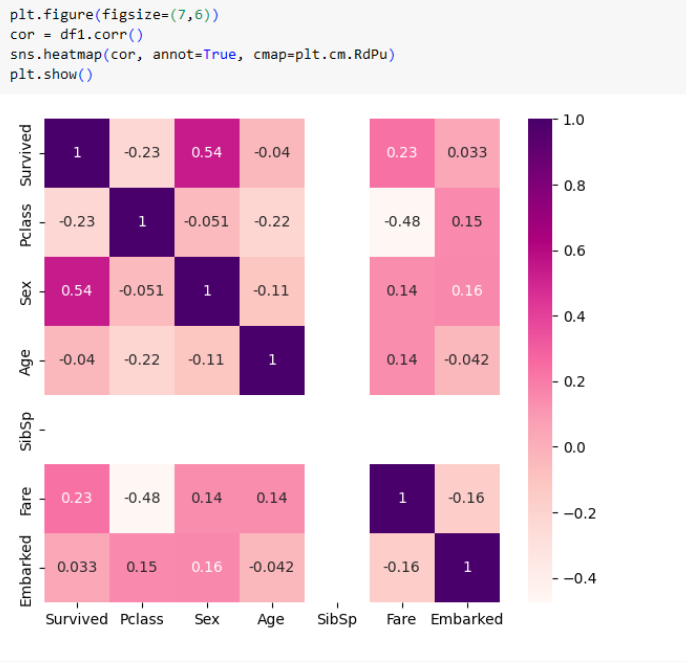 plt.figure(figsize=(7,6))
cor = df1.corr()
sns.heatmap(cor, annot=True, cmap=plt.cm.RdPu)
plt.show()
1.0
Survived 1 -0.23 0.54 -0.04 0.23 0.033
0.8
Pclass -0.23 1 -0.051 -0.22 -0.48 0.15
0.6
Sex 0.54 -0.051 1 -0.11 0.14 0.16
0.4
Age -0.04 -0.22 -0.11 1 0.14 -0.042
0.2
SibSp
0.0
Fare 0.23 -0.48 0.14 0.14 1 -0.16
−0.2
Embarked 0.033 0.15 0.16 -0.042 -0.16 1
−0.4
Survived Pclass Sex Age SibSp Fare Embarked